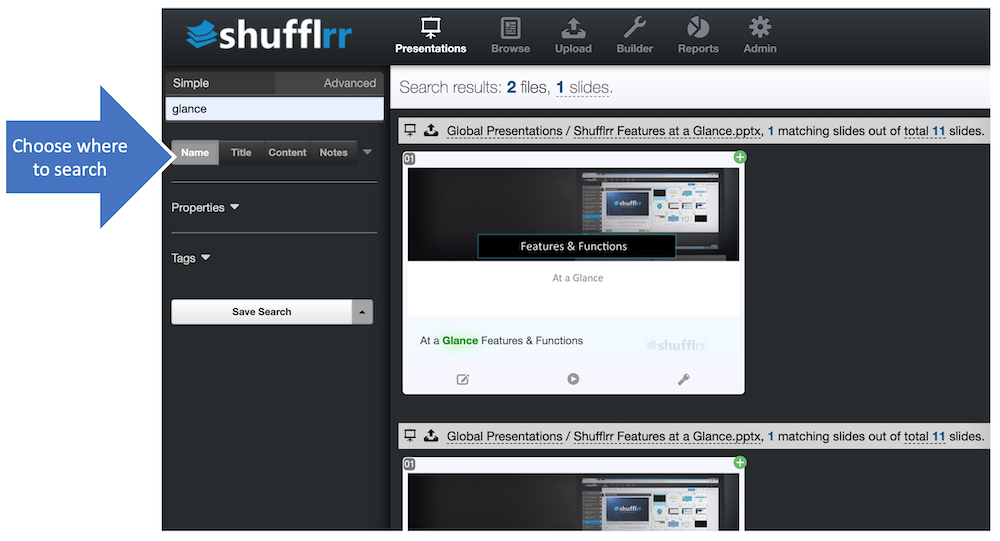 shufflrr
Presentations Browse Upload Builder Reports Admin
Simple Advanced
glance
Choose where
to search
Name Title Content Notes
Properties
Tags
Save Search
Search results: 2 files, 1 slides.
Global Presentations / Shufflrr Features at a Glance.pptx, 1 matching slides out of total 11 slides.
01
shufflrr
Features & Functions
At a Glance
At a Glance Features & Functions
shufflrr
Global Presentations / Shufflrr Features at a Glance.pptx, 1 matching slides out of total 11 slides.
01
shufflrr